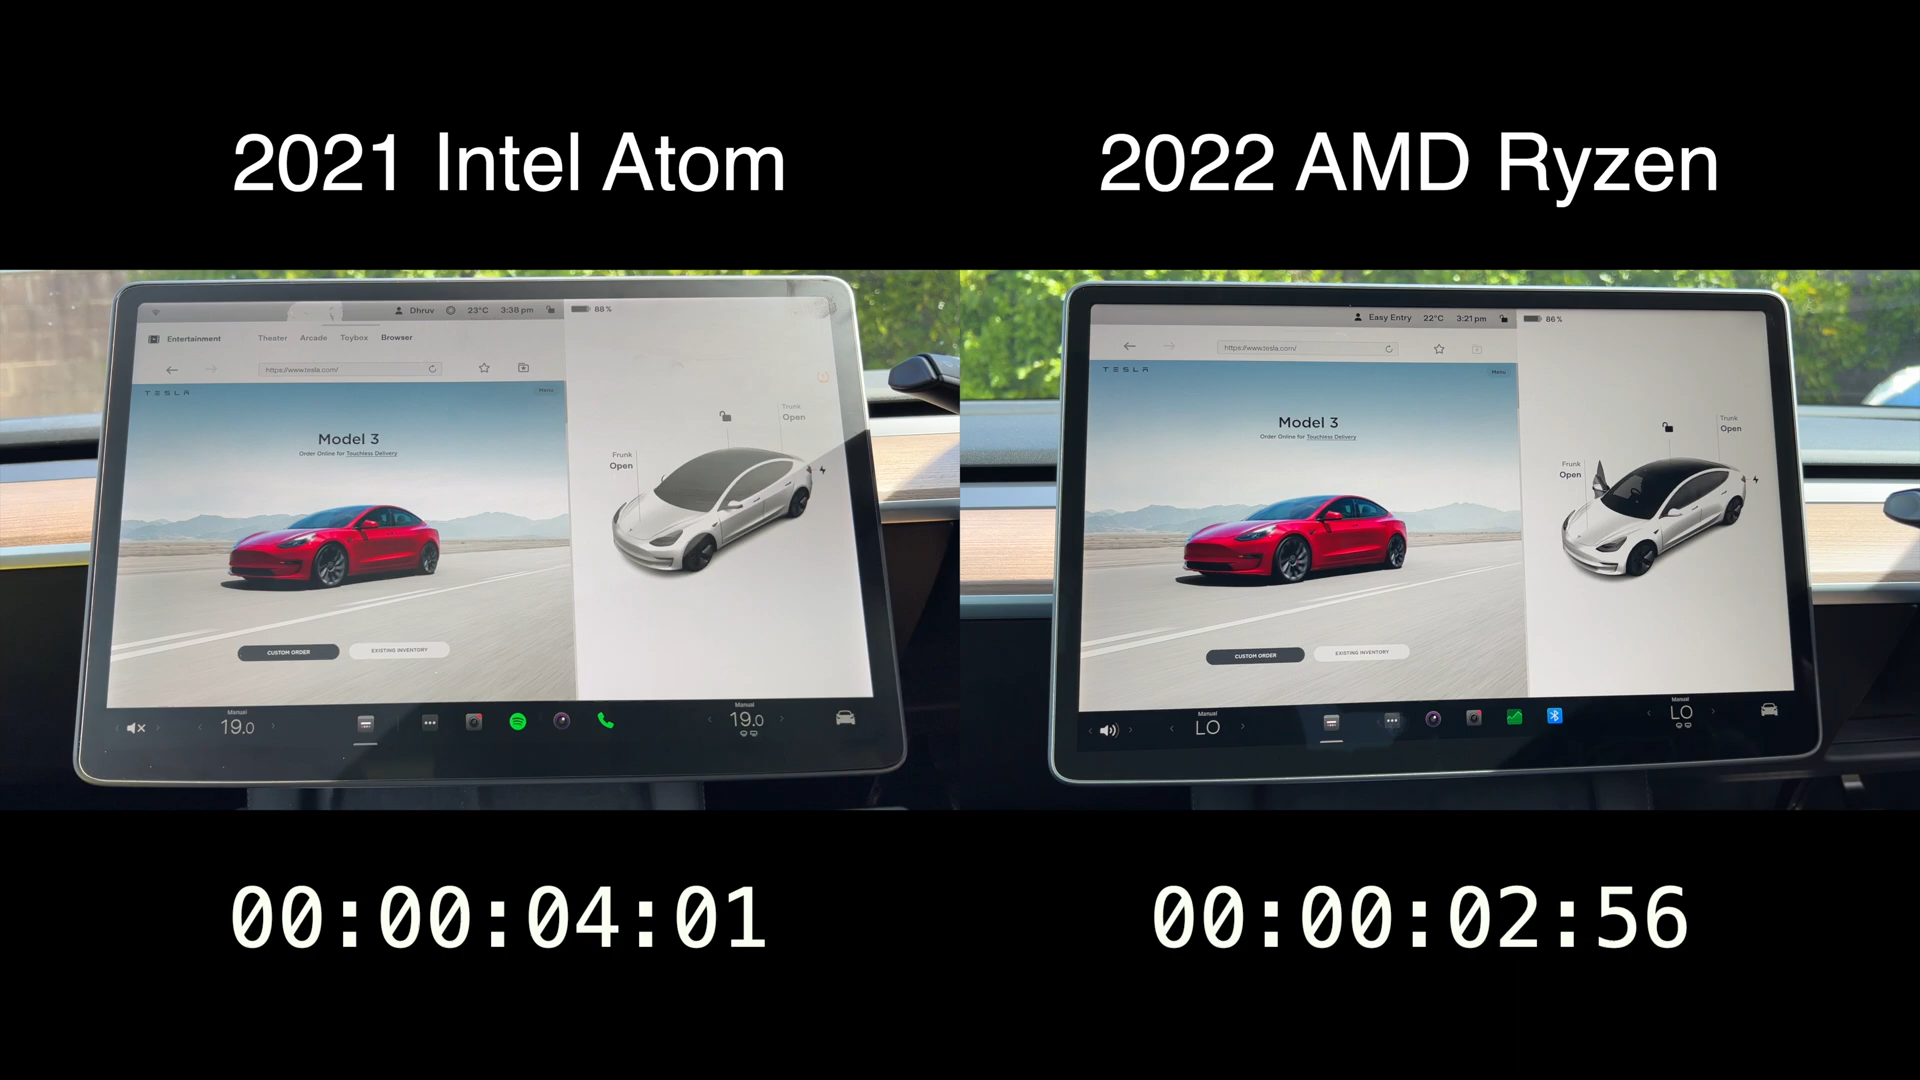 2021 Intel Atom
2022 AMD Ryzen
Dhruv 23°C 3:38 pm 88%
Entertainment Theater Arcade Toybox Browser
https://www.tesla.com/
TESLA Menu
Model 3
Order Online for Touchless Delivery
CUSTOM ORDER EXISTING INVENTORY
Trunk
Open
Frunk
Open
Manual
19.0
Manual
19.0
Easy Entry 22°C 3:21 pm 86%
https://www.tesla.com/
TESLA Menu
Model 3
Order Online for Touchless Delivery
CUSTOM ORDER EXISTING INVENTORY
Trunk
Open
Frunk
Open
Manual
LO
Manual
LO
00:00:04:01
00:00:02:56